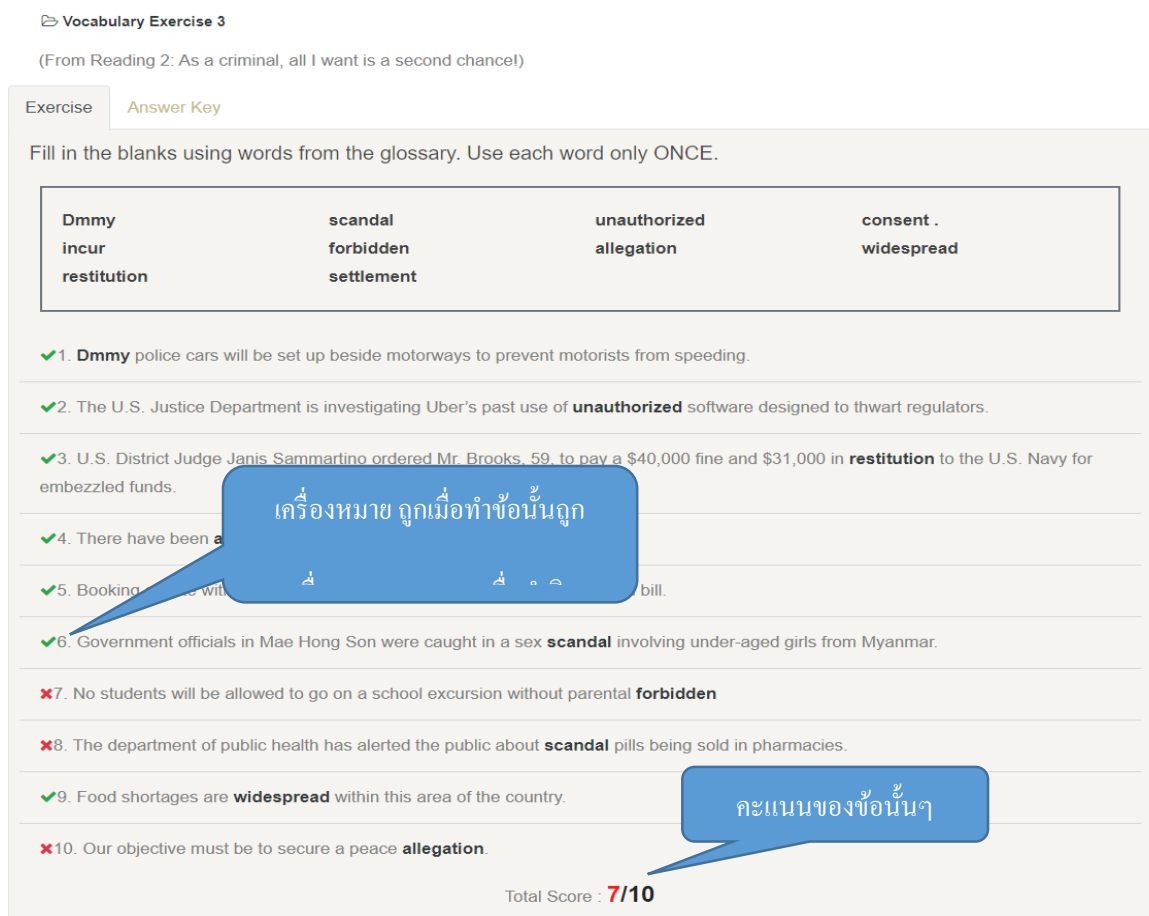 Vocabulary Exercise 3
(From Reading 2: As a criminal, all I want is a second chance!)
Exercise Answer Key
Fill in the blanks using words from the glossary. Use each word only ONCE.
Dmmy scandal unauthorized consent .
incur forbidden allegation widespread
restitution settlement
1. Dmmy police cars will be set up beside motorways to prevent motorists from speeding.
2. The U.S. Justice Department is investigating Uber's past use of unauthorized software designed to thwart regulators.
3. U.S. District Judge Janis Sammartino ordered Mr. Brooks, 59, to pay a $40,000 fine and $31,000 in restitution to the U.S. Navy for
embezzled funds.
เครื่องหมาย ถูกเมื่อทำข้อนั้นถูก
4. There have been
5. Booking bill.
6. Government officials in Mae Hong Son were caught in a sex scandal involving under-aged girls from Myanmar.
7. No students will be allowed to go on a school excursion without parental forbidden
8. The department of public health has alerted the public about scandal pills being sold in pharmacies.
9. Food shortages are widespread within this area of the country.
คะแนนของข้อนั้นๆ
10. Our objective must be to secure a peace allegation.
Total Score : 7/10